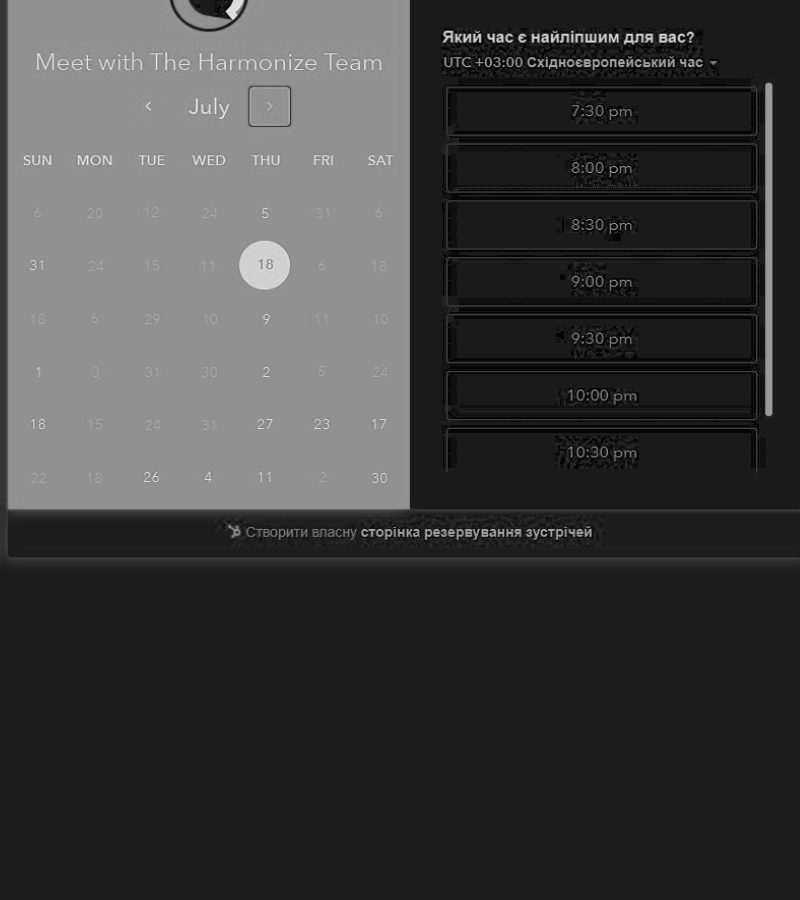 Meet with The Harmonize Team
July
SUN MON TUE WED THU FRI SAT
6 20 12 24 5 31 6
31 24 15 11 18 6 18
18 6 29 10 9 11 10
1 3 31 30 2 5 24
18 15 24 31 27 23 17
22 18 26 4 11 2 30
Який час є найліпшим для вас?
UTC +03:00 Східноєвропейський час
7:30 pm
8:00 pm
8:30 pm
9:00 pm
9:30 pm
10:00 pm
10:30 pm
Створити власну сторінка резервування зустрічей